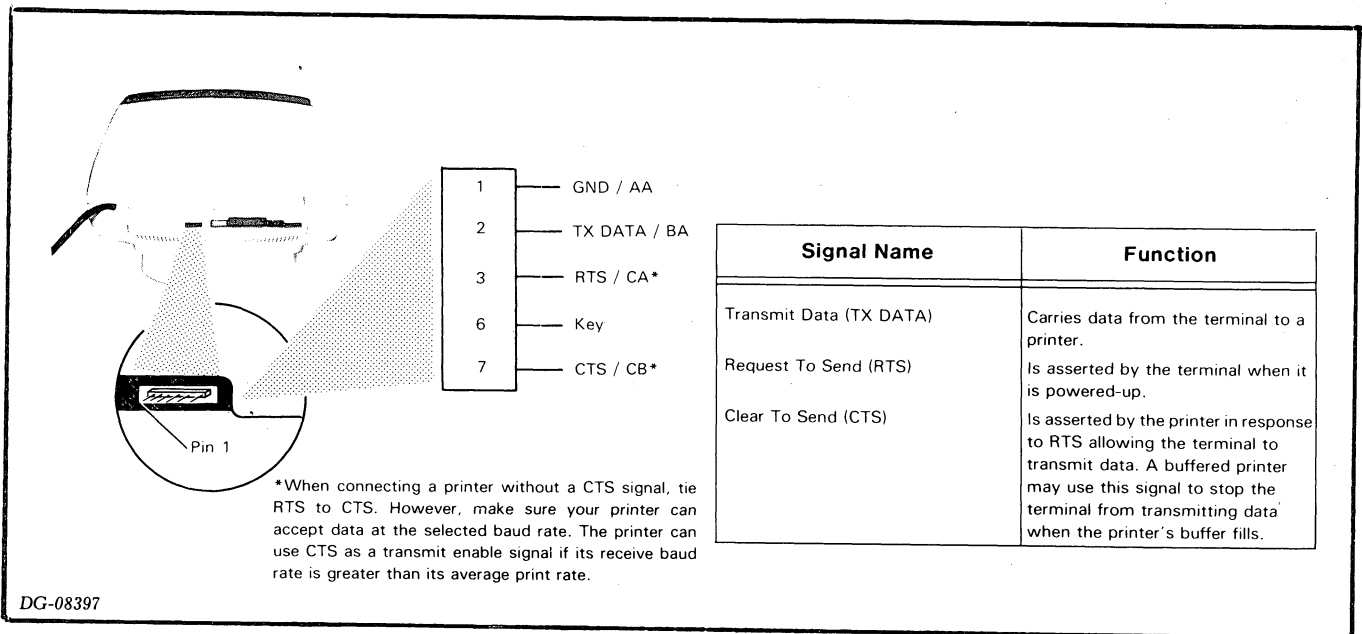 1 GND / AA
2 TX DATA / BA
3 RTS / CA*
6 Key
7 CTS / CB*
Pin 1
*When connecting a printer without a CTS signal, tie
RTS to CTS. However, make sure your printer can
accept data at the selected baud rate. The printer can
use CTS as a transmit enable signal if its receive baud
rate is greater than its average print rate.
Signal Name Function
Transmit Data (TX DATA) Carries data from the terminal to a
printer.
Request To Send (RTS) Is asserted by the terminal when it
is powered-up.
Clear To Send (CTS) Is asserted by the printer in response
to RTS allowing the terminal to
transmit data. A buffered printer
may use this signal to stop the
terminal from transmitting data
when the printer's buffer fills.
DG-08397